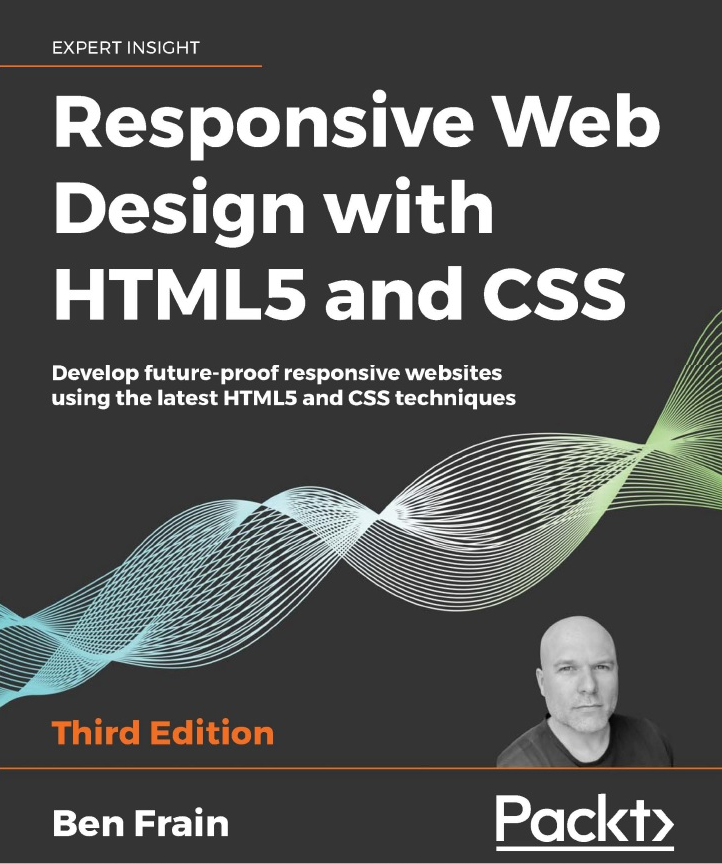 EXPERT INSIGHT
Responsive Web
Design with
HTML5 and CSS
Develop future-proof responsive websites
using the latest HTML5 and CSS techniques
Third Edition
Ben Frain
Packt>